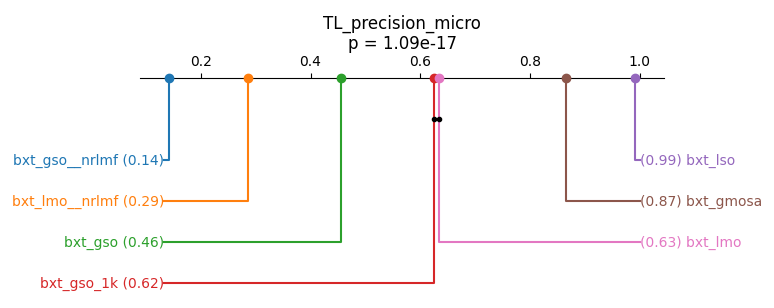 TL_precision_micro
p = 1.09e-17
0.2 0.4 0.6 0.8 1.0
bxt_gso__nrlmf (0.14) (0.99) bxt_lso
bxt_lmo__nrlmf (0.29) (0.87) bxt_gmosa
bxt_gso (0.46) (0.63) bxt_lmo
bxt_gso_1k (0.62)